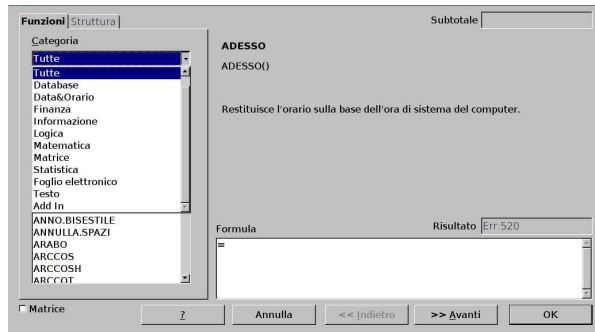 Funzioni Struttura
Subtotale
Categoria
Tutte
Tutte
Database
Data&Orario
Finanza
Informazione
Logica
Matematica
Matrice
Statistica
Foglio elettronico
Testo
Add In
ANNO.BISESTILE
ANNULLA.SPAZI
ARABO
ARCCOS
ARCCOSH
ARCCOT
ADESSO
ADESSO()
Restituisce l'orario sulla base dell'ora di sistema del computer.
Formula
Risultato Err:520
=
Matrice
?
Annulla
<< Indietro
>> Avanti
OK